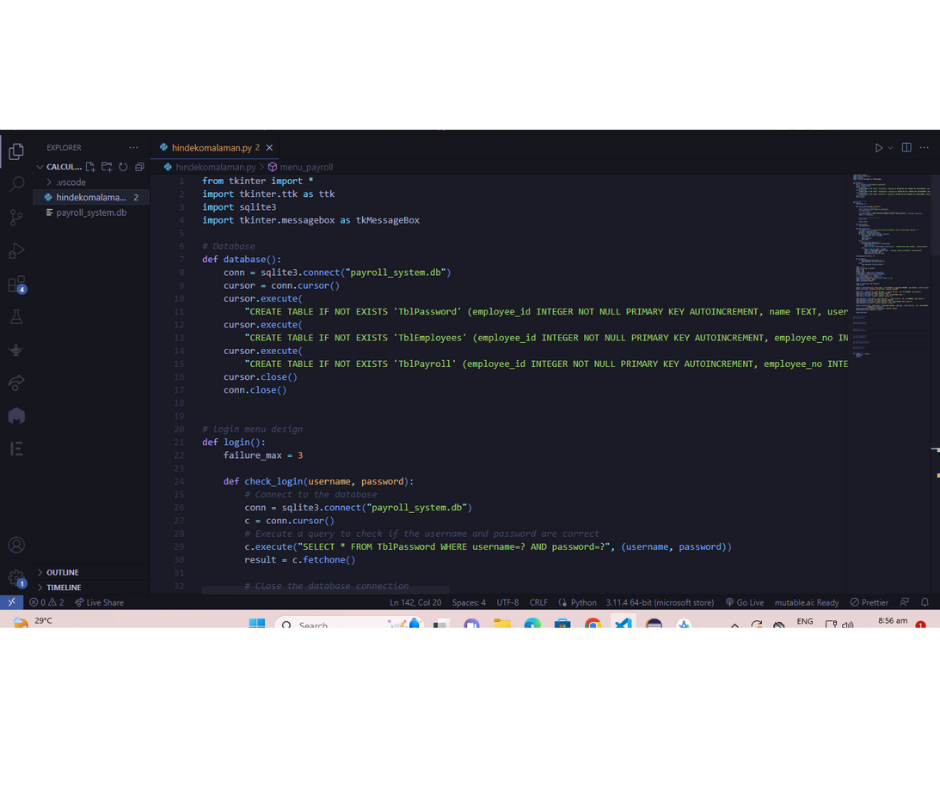 EXPLORER
hindekomalaman.py 2
CALCUL...
hindekomalaman.py > menu_payroll
.vscode
hindekomalama... 2
payroll_system.db
1 from tkinter import *
2 import tkinter.ttk as ttk
3 import sqlite3
4 import tkinter.messagebox as tkMessageBox
5
6 # Database
7 def database():
8 conn = sqlite3.connect("payroll_system.db")
9 cursor = conn.cursor()
10 cursor.execute(
11 "CREATE TABLE IF NOT EXISTS 'TblPassword' (employee_id INTEGER NOT NULL PRIMARY KEY AUTOINCREMENT, name TEXT, user
12 cursor.execute(
13 "CREATE TABLE IF NOT EXISTS 'TblEmployees' (employee_id INTEGER NOT NULL PRIMARY KEY AUTOINCREMENT, employee_no IN
14 cursor.execute(
15 "CREATE TABLE IF NOT EXISTS 'TblPayroll' (employee_id INTEGER NOT NULL PRIMARY KEY AUTOINCREMENT, employee_no INTE
16 cursor.close()
17 conn.close()
18
19
20 # login menu design
21 def login():
22 failure_max = 3
23
24 def check_login(username, password):
25 # Connect to the database
26 conn = sqlite3.connect("payroll_system.db")
27 c = conn.cursor()
28 # Execute a query to check if the username and password are correct
29 c.execute("SELECT * FROM TblPassword WHERE username=? AND password=?", (username, password))
30 result = c.fetchone()
31
32 # Close the database connection
4
1
OUTLINE
TIMELINE
0 2 Live Share Ln 142, Col 20 Spaces: 4 UTF-8 CRLF Python 3.11.4 64-bit (microsoft store) Go Live mutable.ai: Ready Prettier
29°C Search ENG 8:56 am 1